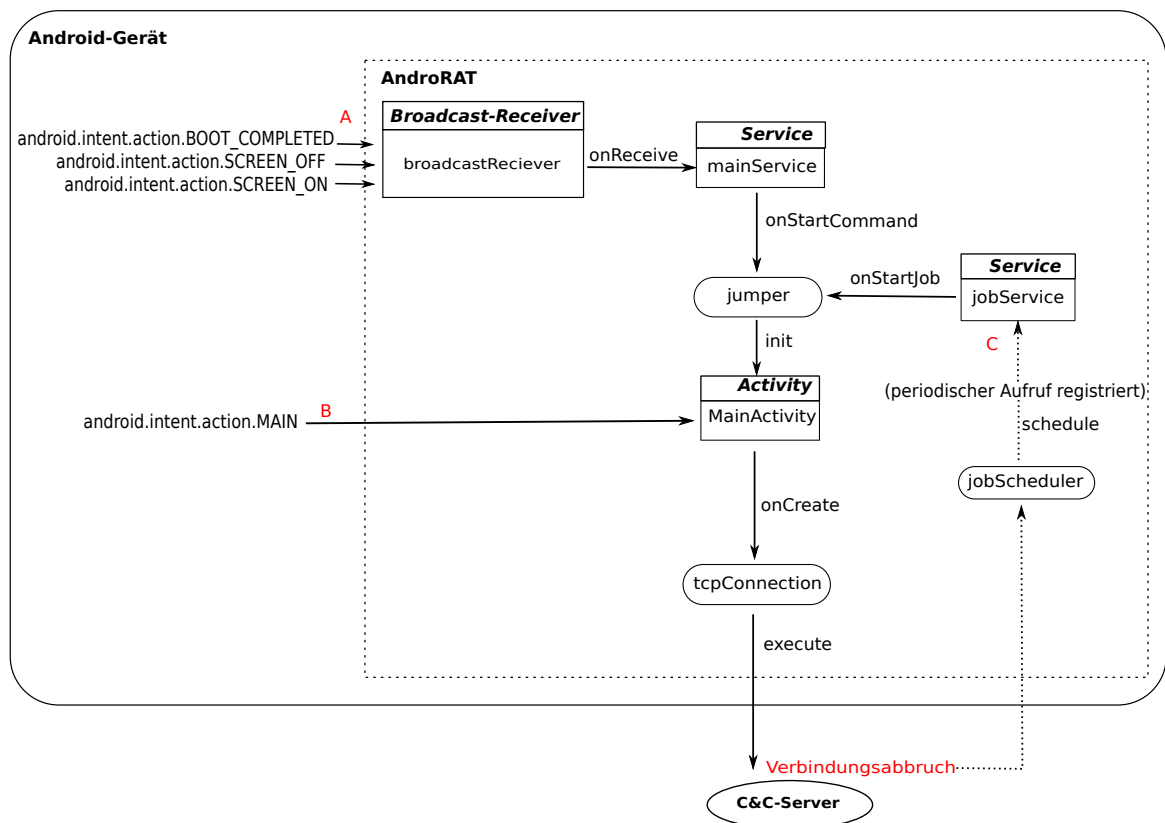 Android-Gerät
AndroRAT
A
Broadcast-Receiver
broadcastReciever
android.intent.action.BOOT_COMPLETED
android.intent.action.SCREEN_OFF
android.intent.action.SCREEN_ON
onReceive
Service
mainService
onStartCommand
Service
jobService
onStartJob
jumper
C
init
Activity
MainActivity
(periodischer Aufruf registriert)
B
android.intent.action.MAIN
schedule
jobScheduler
onCreate
tcpConnection
execute
Verbindungsabbruch
C&C-Server